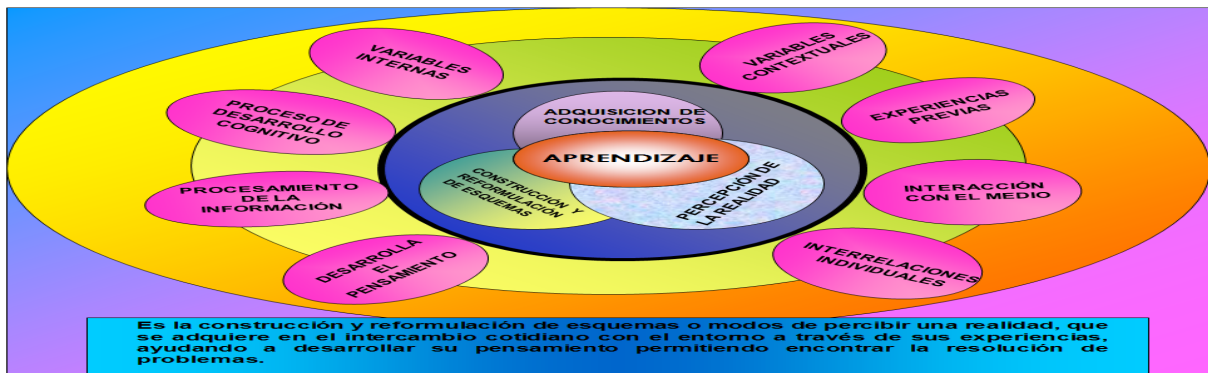 VARIABLES
INTERNAS
VARIABLES
CONTEXTUALES
PROCESO DE
DESARROLLO
COGNITIVO
ADQUISICION DE
CONOCIMIENTOS
EXPERIENCIAS
PREVIAS
APRENDIZAJE
PROCESAMIENTO
DE LA
INFORMACIÓN
CONSTRUCCIÓN Y
REFORMULACIÓN
DE ESQUEMAS
PERCEPCIÓN DE
LA REALIDAD
INTERACCIÓN
CON EL MEDIO
DESARROLLA
EL
PENSAMIENTO
INTERRELACIONES
INDIVIDUALES
Es la construcción y reformulación de esquemas o modos de percibir una realidad, que
se adquiere en el intercambio cotidiano con el entorno a través de sus experiencias,
ayudando a desarrollar su pensamiento permitiendo encontrar la resolución de
problemas.